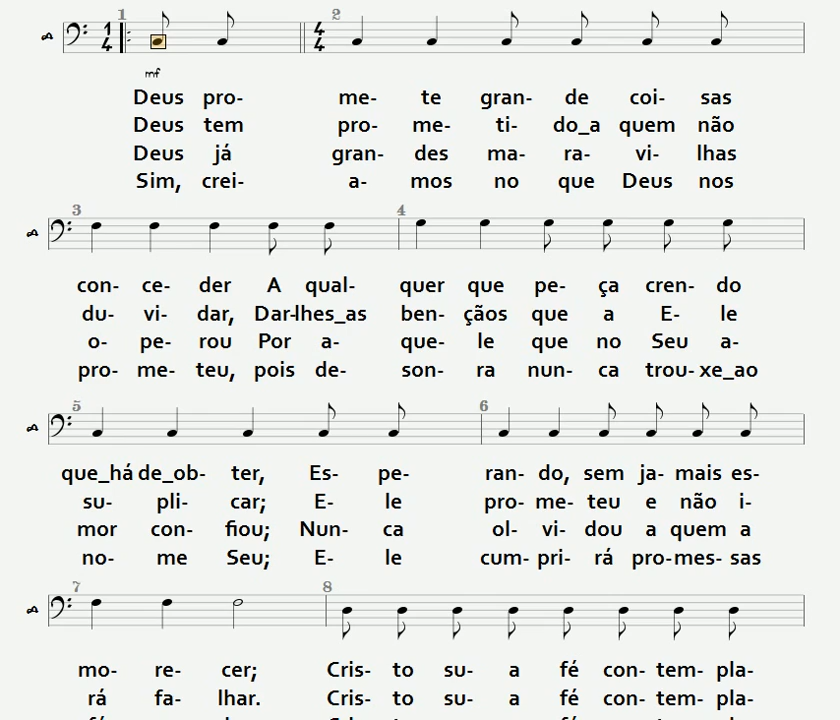 1 2
1 4 4 4
mf
Deus pro- me- te gran- de coi- sas
Deus tem pro- me- ti- do_a quem não
Deus já gran- des ma- ra- vi- lhas
Sim, crei- a- mos no que Deus nos
3 4
con- ce- der A qual- quer que pe- ça cren- do
du- vi- dar, Dar-lhes_as ben- çãos que a E- le
o- pe- rou Por a- que- le que no Seu a-
pro- me- teu, pois de- son- ra nun- ca trou- xe_ao
5 6
que_há de_ob- ter, Es- pe- ran- do, sem ja- mais es-
su- pli- car; E- le pro- me- teu e não i-
mor con- fiou; Nun- ca ol- vi- dou a quem a
no- me Seu; E- le cum- pri- rá pro- mes- sas
7 8
mo- re- cer; Cris- to su- a fé con- tem- pla-
rá fa- lhar. Cris- to su- a fé con- tem- pla-